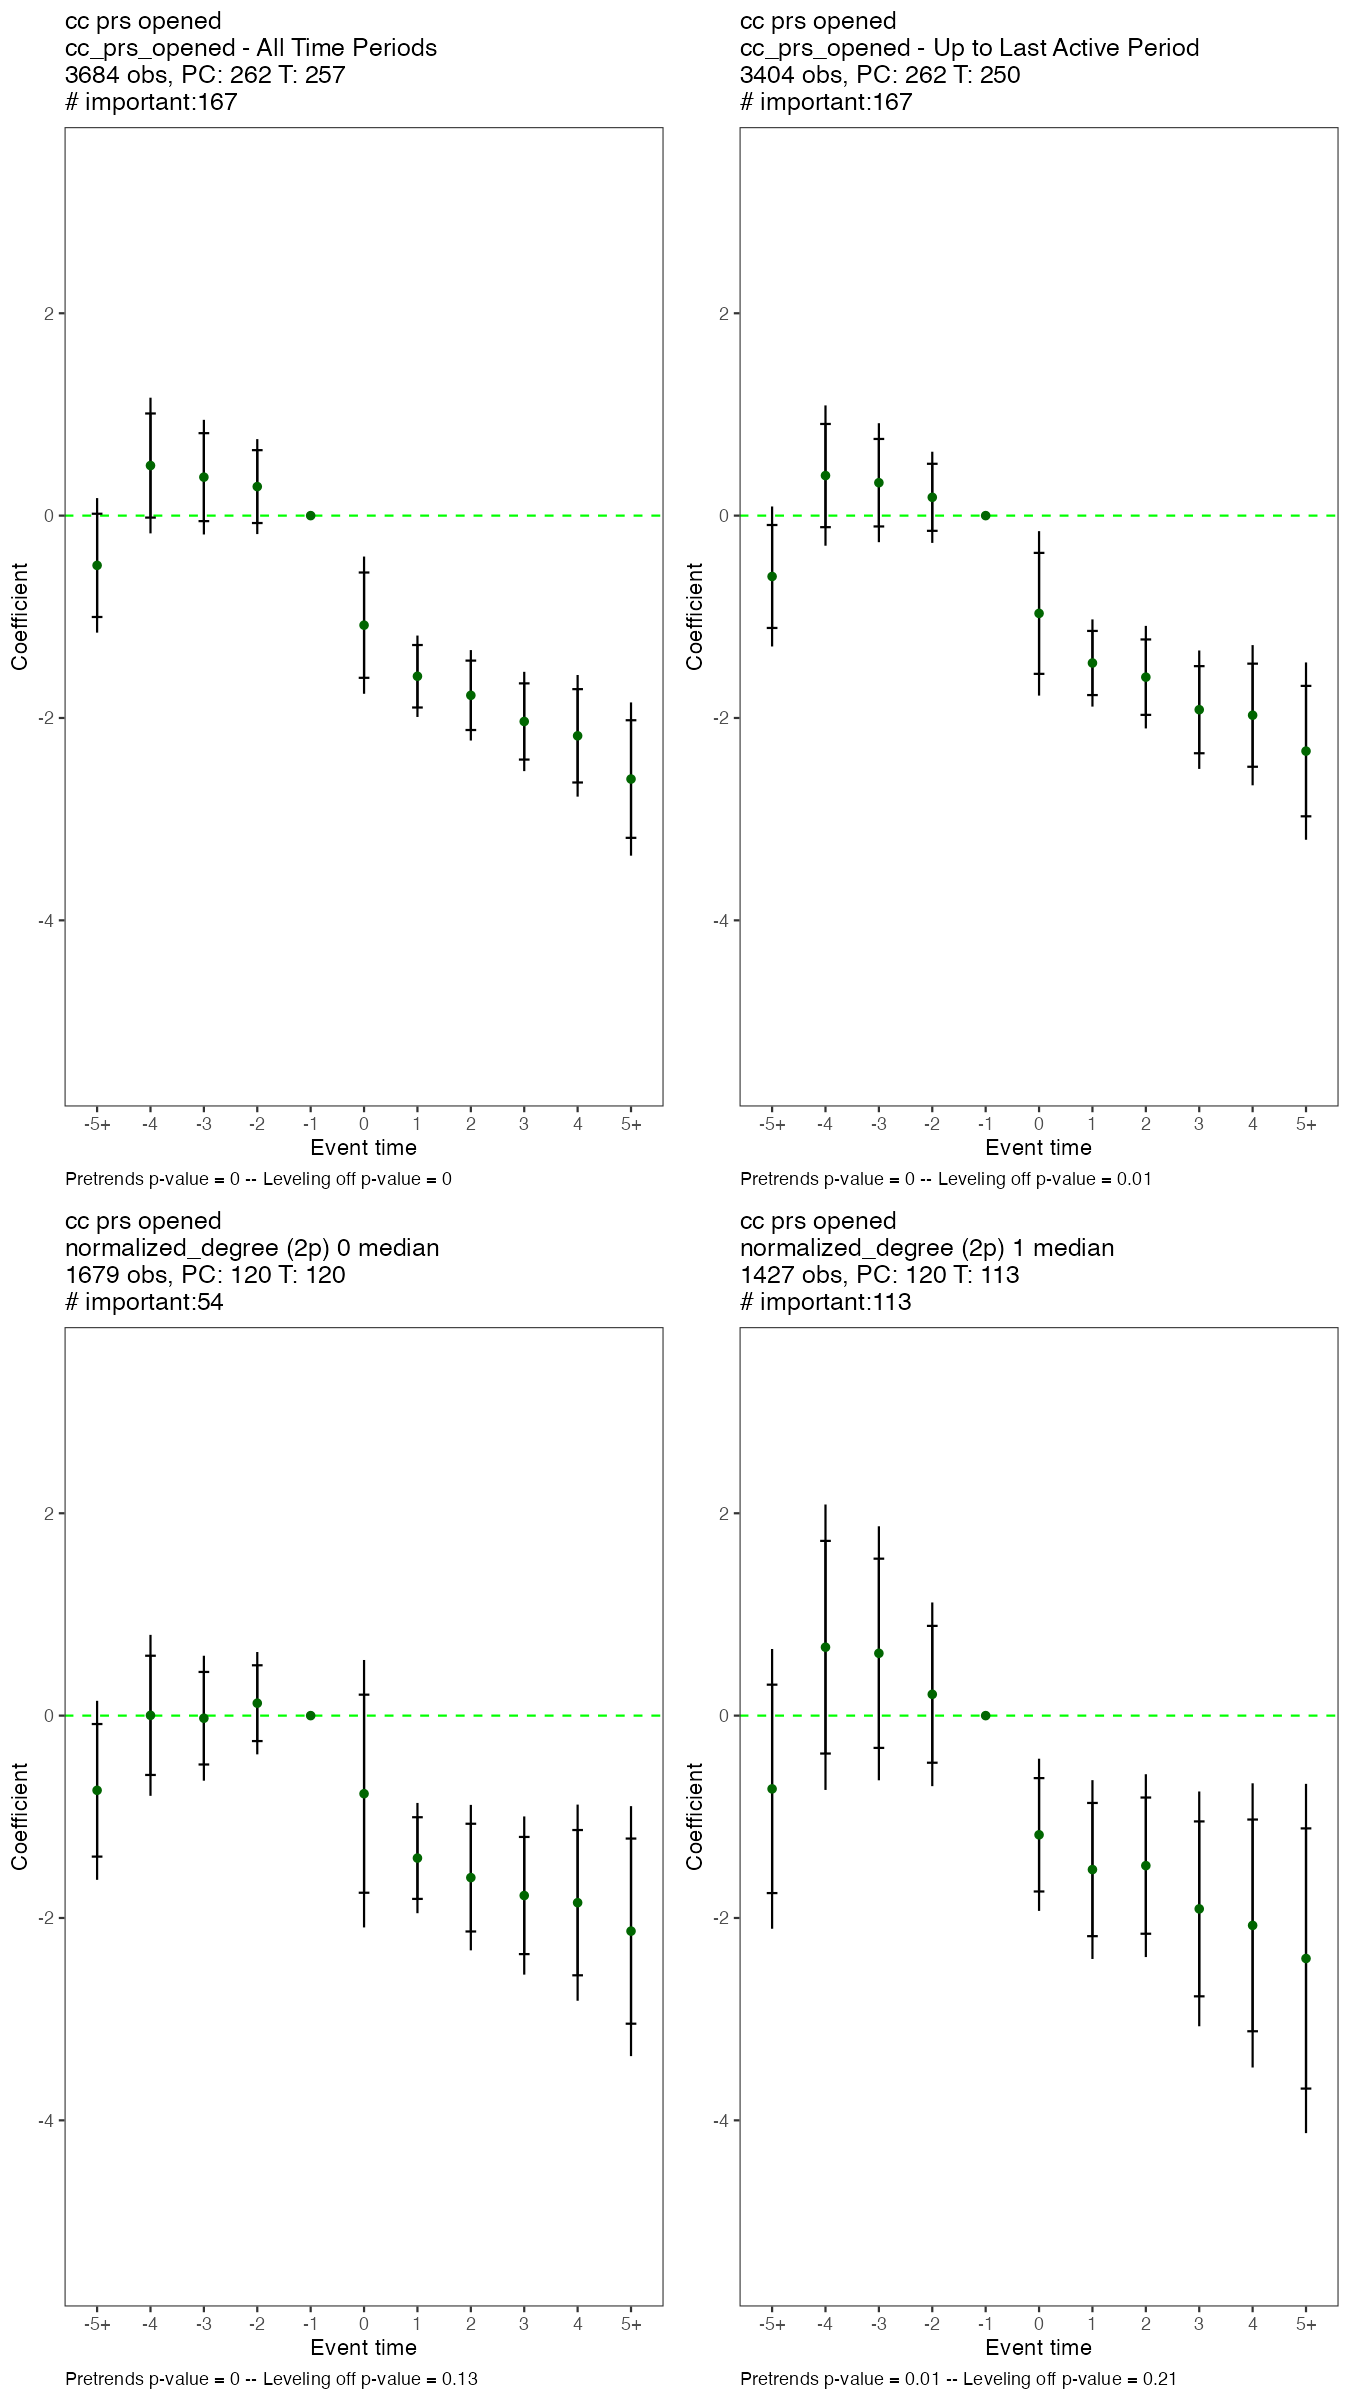 cc prs opened
cc_prs_opened - All Time Periods
3684 obs, PC: 262 T: 257
# important:167
2
0
-2
-4
Coefficient
-5+ -4 -3 -2 -1 0 1 2 3 4 5+
Event time
Pretrends p-value = 0 -- Leveling off p-value = 0
cc prs opened
cc_prs_opened - Up to Last Active Period
3404 obs, PC: 262 T: 250
# important:167
2
0
-2
-4
Coefficient
-5+ -4 -3 -2 -1 0 1 2 3 4 5+
Event time
Pretrends p-value = 0 -- Leveling off p-value = 0.01
cc prs opened
normalized_degree (2p) 0 median
1679 obs, PC: 120 T: 120
# important:54
2
0
-2
-4
Coefficient
-5+ -4 -3 -2 -1 0 1 2 3 4 5+
Event time
Pretrends p-value = 0 -- Leveling off p-value = 0.13
cc prs opened
normalized_degree (2p) 1 median
1427 obs, PC: 120 T: 113
# important:113
2
0
-2
-4
Coefficient
-5+ -4 -3 -2 -1 0 1 2 3 4 5+
Event time
Pretrends p-value = 0.01 -- Leveling off p-value = 0.21